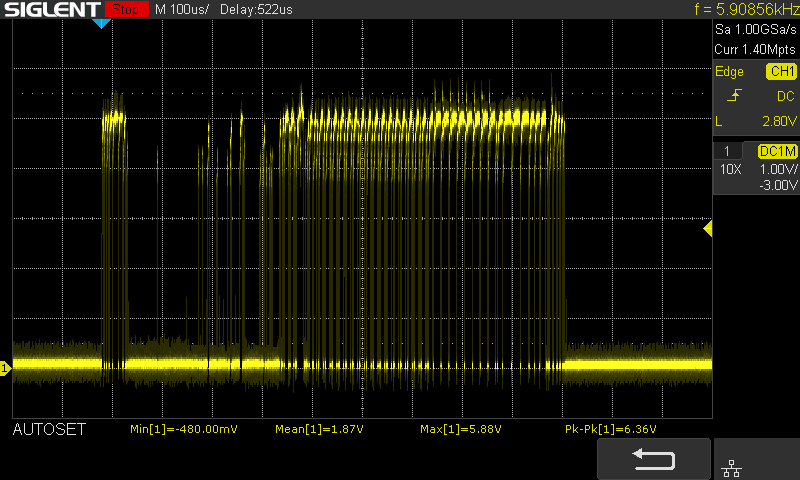 SIGLENT Stop M 100us/ Delay:522us f = 5.90856kHz
Sa 1.00GSa/s
Curr 1.40Mpts
Edge CH1
DC
L 2.80V
1 DC1M
10X 1.00V/
-3.00V
1
AUTOSET Min[1]=-480.00mV Mean[1]=1.87V Max[1]=5.88V Pk-Pk[1]=6.36V